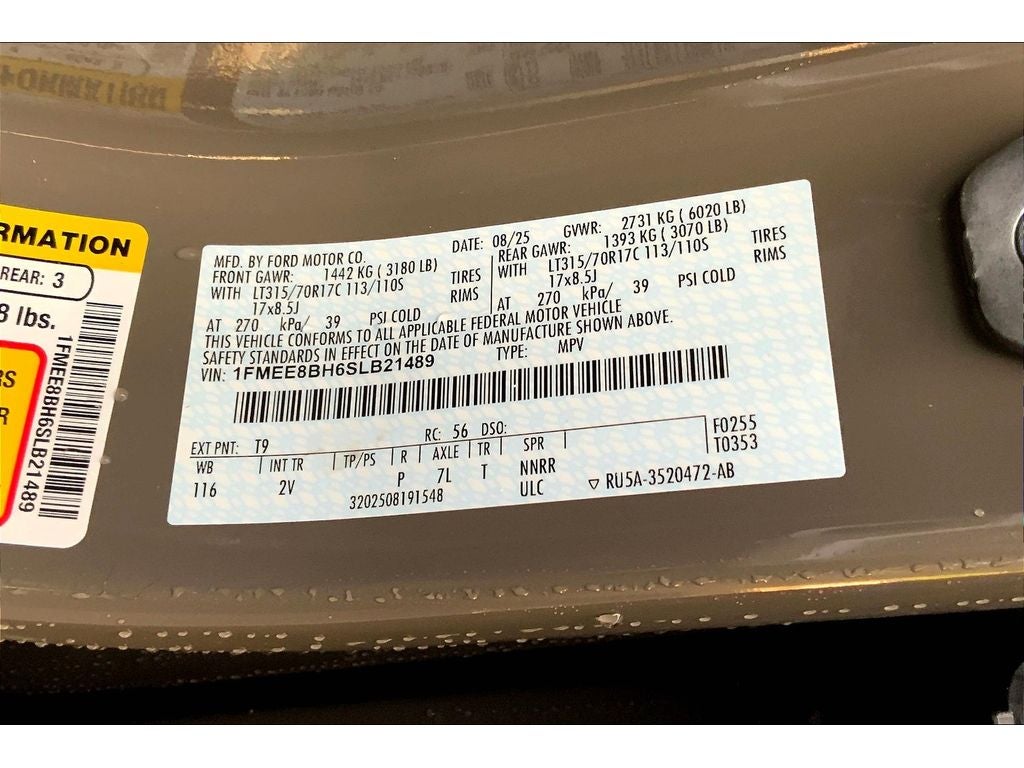 RMATION
REAR: 3
8 lbs.
RS
R
1FMEE8BH6SLB21489
MFD. BY FORD MOTOR CO. DATE: 08/25 GVWR: 2731 KG ( 6020 LB)
FRONT GAWR: 1442 KG ( 3180 LB) REAR GAWR: 1393 KG ( 3070 LB)
WITH LT315/70R17C 113/110S TIRES WITH LT315/70R17C 113/110S TIRES
17x8.5J RIMS 17x8.5J RIMS
AT 270 kPa/ 39 PSI COLD AT 270 kPa/ 39 PSI COLD
THIS VEHICLE CONFORMS TO ALL APPLICABLE FEDERAL MOTOR VEHICLE
SAFETY STANDARDS IN EFFECT ON THE DATE OF MANUFACTURE SHOWN ABOVE.
VIN: 1FMEE8BH6SLB21489 TYPE: MPV
EXT PNT: T9 RC: 56 DSO: F0255
WB INT TR TP/PS R AXLE TR SPR T0353
116 2V P 7L T NNRR
3202508191548 ULC ▽ RU5A-3520472-AB